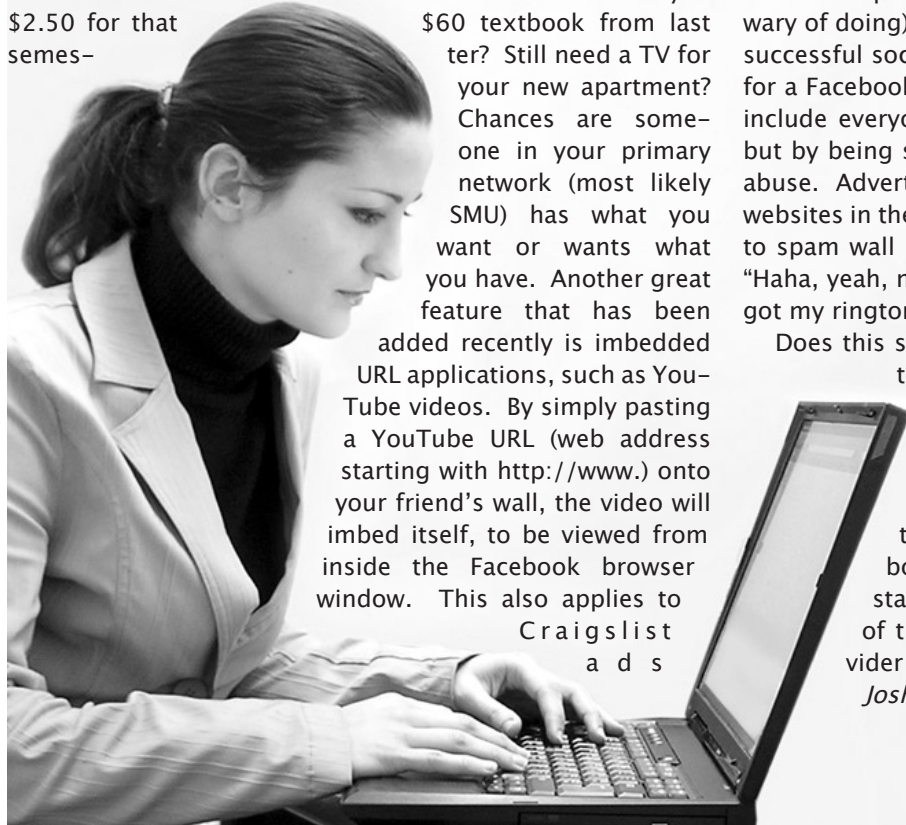 $2.50 for that $60 textbook from last
semes- ter? Still need a TV for
your new apartment?
Chances are some-
one in your primary
network (most likely
SMU) has what you
want or wants what
you have. Another great
feature that has been
added recently is imbedded
URL applications, such as You-
Tube videos. By simply pasting
a YouTube URL (web address
starting with http://www.) onto
your friend's wall, the video will
imbed itself, to be viewed from
inside the Facebook browser
window. This also applies to
Craigslist
ads
wary of doing)
successful soc
for a Facebook
include everyo
but by being s
abuse. Advert
websites in the
to spam wall
"Haha, yeah, n
got my ringtor
Does this s
t
t
bo
sta
of t
vider
Josh